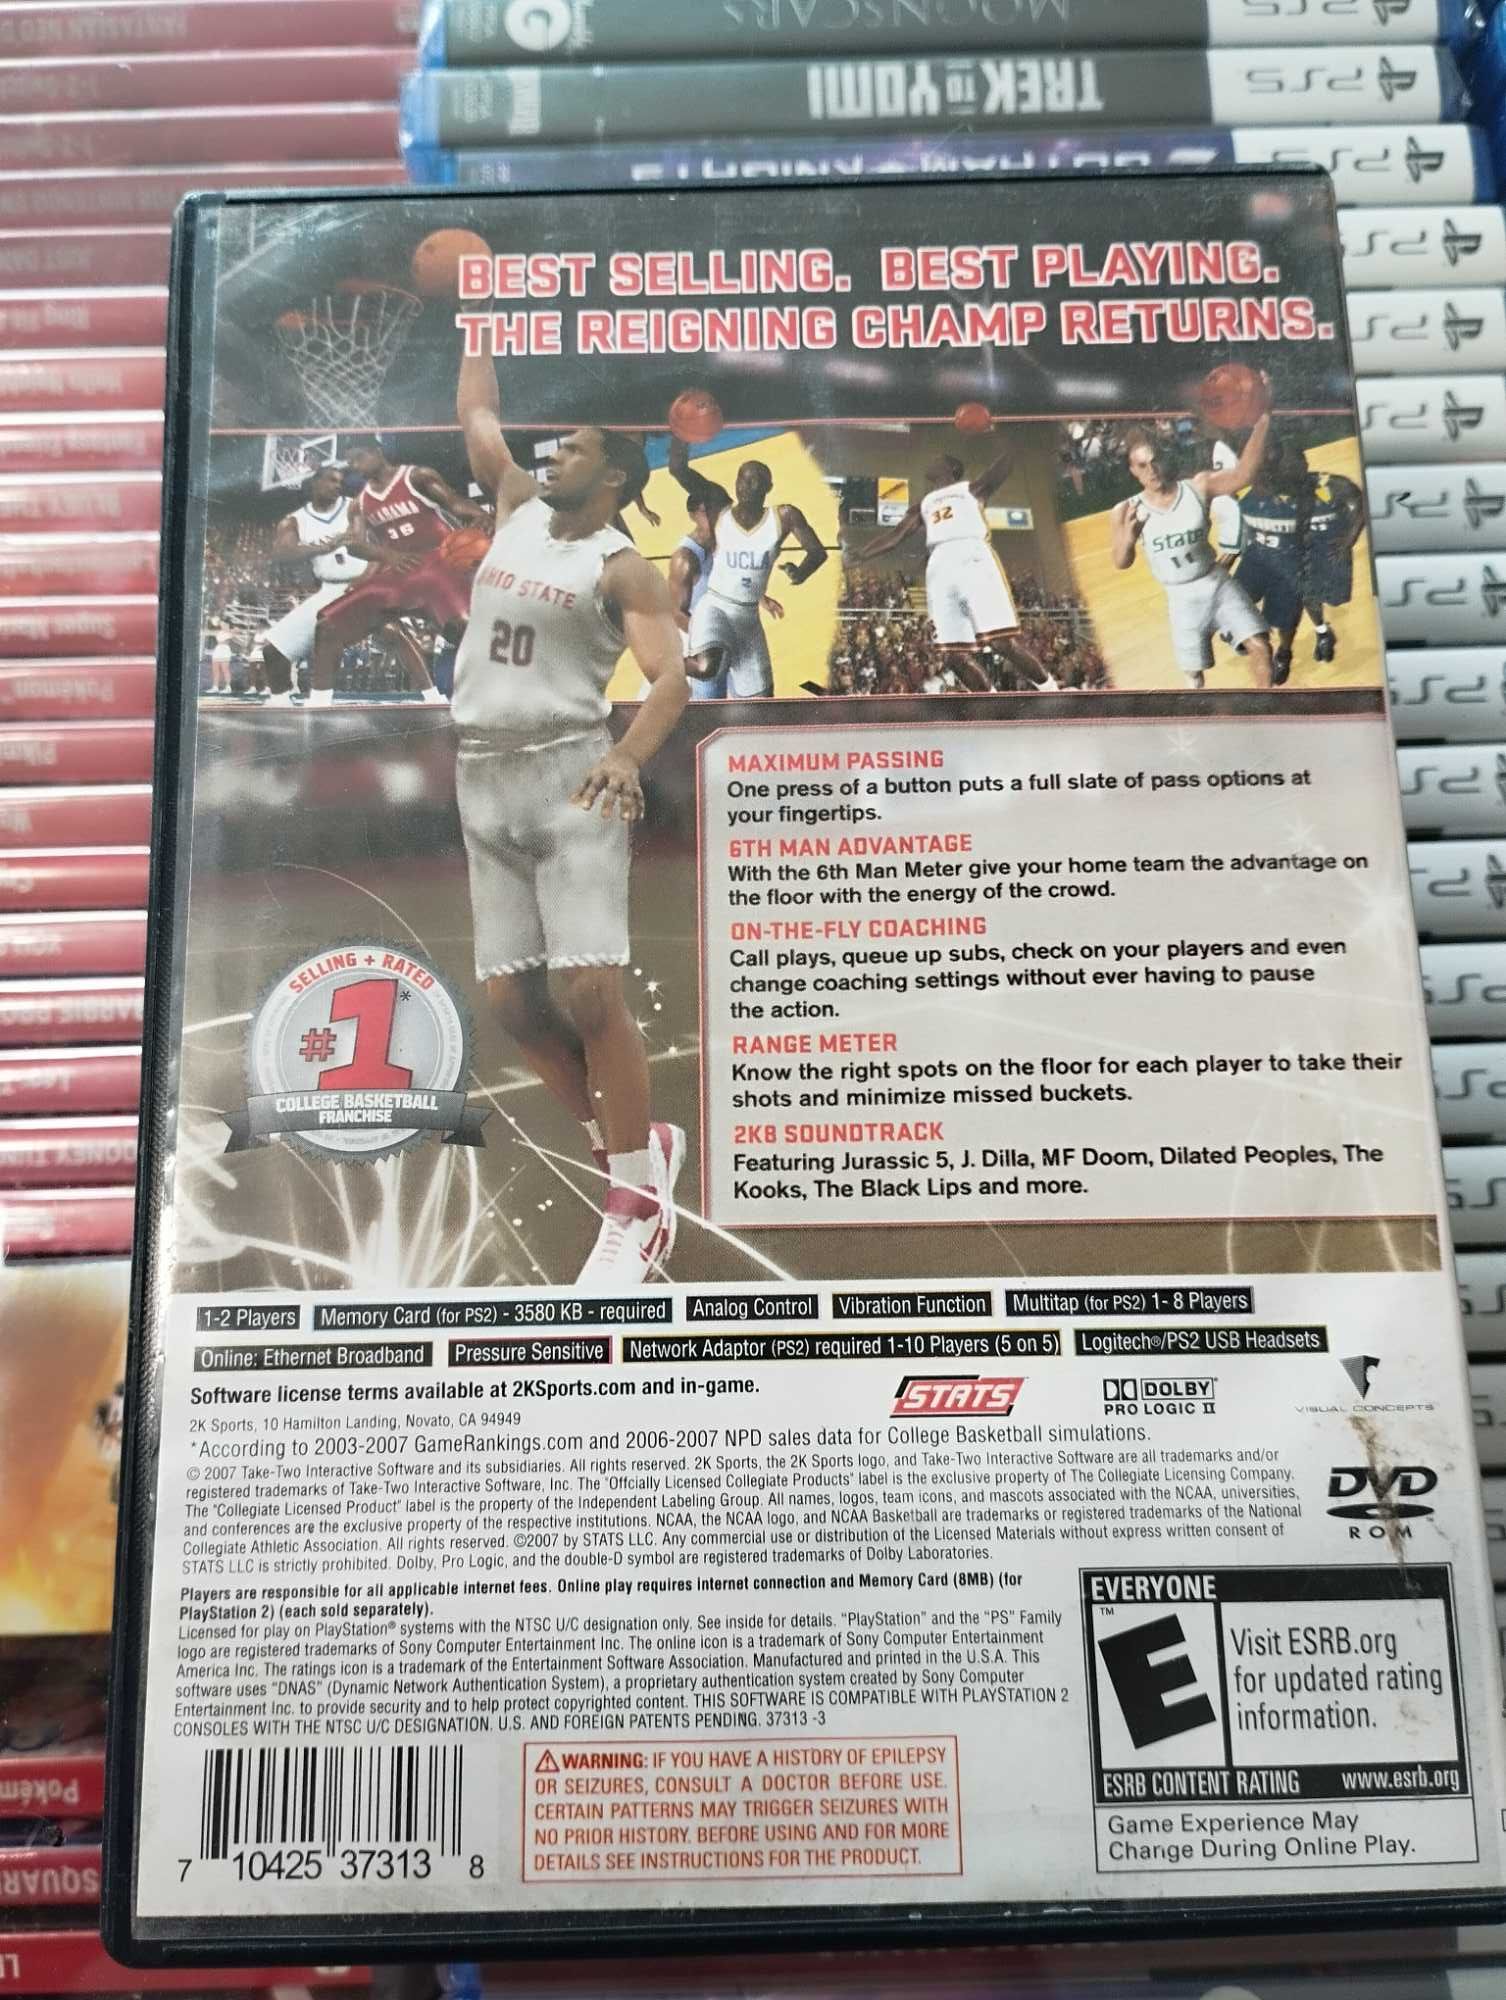 MOONSCARS
TREK TO YOMI
PS5
BEST SELLING. BEST PLAYING.
THE REIGNING CHAMP RETURNS.
ALABAMA
UCLA
32
State
11
OHIO STATE
20
MAXIMUM PASSING
One press of a button puts a full slate of pass options at
your fingertips.
6TH MAN ADVANTAGE
With the 6th Man Meter give your home team the advantage on
the floor with the energy of the crowd.
ON-THE-FLY COACHING
Call plays, queue up subs, check on your players and even
change coaching settings without ever having to pause
the action.
RANGE METER
Know the right spots on the floor for each player to take their
shots and minimize missed buckets.
2K8 SOUNDTRACK
Featuring Jurassic 5, J. Dilla, MF Doom, Dilated Peoples, The
Kooks, The Black Lips and more.
SELLING + RATED
#1*
COLLEGE BASKETBALL
FRANCHISE
1-2 Players Memory Card (for PS2) - 3580 KB - required Analog Control Vibration Function Multitap (for PS2) 1- 8 Players
Online: Ethernet Broadband Pressure Sensitive Network Adaptor (PS2) required 1-10 Players (5 on 5) Logitech®/PS2 USB Headsets
Software license terms available at 2KSports.com and in-game.
STATS
DOLBY
PRO LOGIC II
VISUAL CONCEPTS
2K Sports, 10 Hamilton Landing, Novato, CA 94949
*According to 2003-2007 GameRankings.com and 2006-2007 NPD sales data for College Basketball simulations.
© 2007 Take-Two Interactive Software and its subsidiaries. All rights reserved. 2K Sports, the 2K Sports logo, and Take-Two Interactive Software are all trademarks and/or
registered trademarks of Take-Two Interactive Software, Inc. The "Offcially Licensed Collegiate Products" label is the exclusive property of The Collegiate Licensing Company.
The "Collegiate Licensed Product" label is the property of the Independent Labeling Group. All names, logos, team icons, and mascots associated with the NCAA, universities,
and conferences are the exclusive property of the respective institutions. NCAA, the NCAA logo, and NCAA Basketball are trademarks or registered trademarks of the National
Collegiate Athletic Association. All rights reserved. ©2007 by STATS LLC. Any commercial use or distribution of the Licensed Materials without express written consent of
STATS LLC is strictly prohibited. Dolby, Pro Logic, and the double-D symbol are registered trademarks of Dolby Laboratories.
DVD
ROM
Players are responsible for all applicable internet fees. Online play requires Internet connection and Memory Card (8MB) (for
PlayStation 2) (each sold separately).
Licensed for play on PlayStation® systems with the NTSC U/C designation only. See inside for details. "PlayStation" and the "PS" Family
logo are registered trademarks of Sony Computer Entertainment Inc. The online icon is a trademark of Sony Computer Entertainment
America Inc. The ratings icon is a trademark of the Entertainment Software Association. Manufactured and printed in the U.S.A. This
software uses "DNAS" (Dynamic Network Authentication System), a proprietary authentication system created by Sony Computer
Entertainment Inc. to provide security and to help protect copyrighted content. THIS SOFTWARE IS COMPATIBLE WITH PLAYSTATION 2
CONSOLES WITH THE NTSC U/C DESIGNATION. U.S. AND FOREIGN PATENTS PENDING. 37313 -3
EVERYONE
E
Visit ESRB.org
for updated rating
information.
ESRB CONTENT RATING www.esrb.org
Game Experience May
Change During Online Play.
WARNING: IF YOU HAVE A HISTORY OF EPILEPSY
OR SEIZURES, CONSULT A DOCTOR BEFORE USE.
CERTAIN PATTERNS MAY TRIGGER SEIZURES WITH
NO PRIOR HISTORY. BEFORE USING AND FOR MORE
DETAILS SEE INSTRUCTIONS FOR THE PRODUCT.
7 10425 37313 8